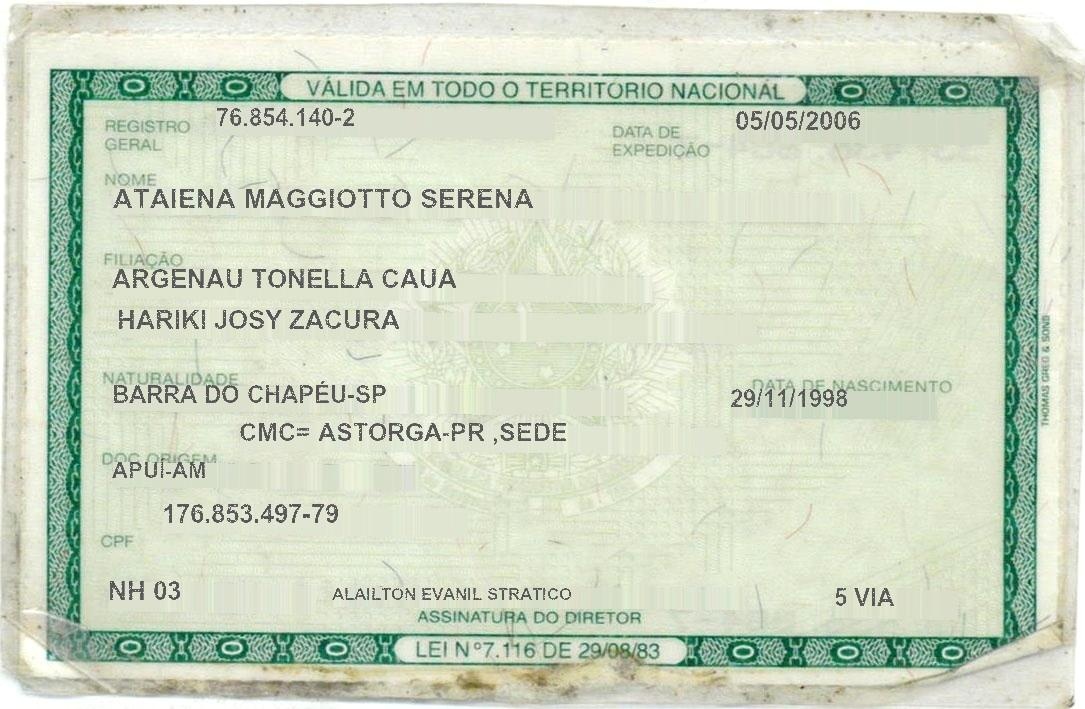 VÁLIDA EM TODO O TERRITORIO NACIONAL
REGISTRO GERAL 76.854.140-2 DATA DE EXPEDIÇÃO 05/05/2006
NOME
ATAIENA MAGGIOTTO SERENA
FILIAÇÃO
ARGENAU TONELLA CAUA
HARIKI JOSY ZACURA
NATURALIDADE DATA DE NASCIMENTO
BARRA DO CHAPÉU-SP 29/11/1998
CMC= ASTORGA-PR ,SEDE
DOC ORIGEM
APUÍ-AM
176.853.497-79
CPF
NH 03 ALAILTON EVANIL STRATICO 5 VIA
ASSINATURA DO DIRETOR
LEI Nº7.116 DE 29/08/83
THOMAS GREG & SONS